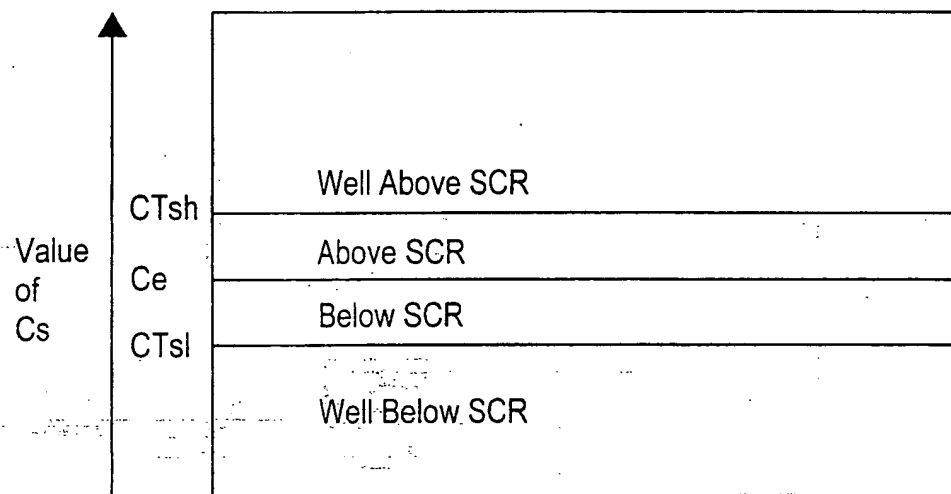 Well Above SCR
CTsh
Value
of
Cs
Above SCR
Ce
Below SCR
CTsl
Well Below SCR